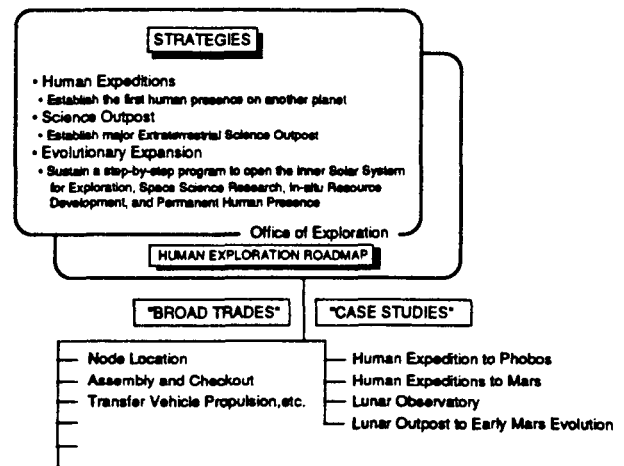 STRATEGIES
• Human Expeditions
• Establish the first human presence on another planet
• Science Outpost
• Establish major Extraterrestrial Science Outpost
• Evolutionary Expansion
• Sustain a step-by-step program to open the Inner Solar System
for Exploration, Space Science Research, In-situ Resource
Development, and Permanent Human Presence
Office of Exploration
HUMAN EXPLORATION ROADMAP
"BROAD TRADES"
Node Location
Assembly and Checkout
Transfer Vehicle Propulsion,etc.
"CASE STUDIES"
Human Expedition to Phobos
Human Expeditions to Mars
Lunar Observatory
Lunar Outpost to Early Mars Evolution